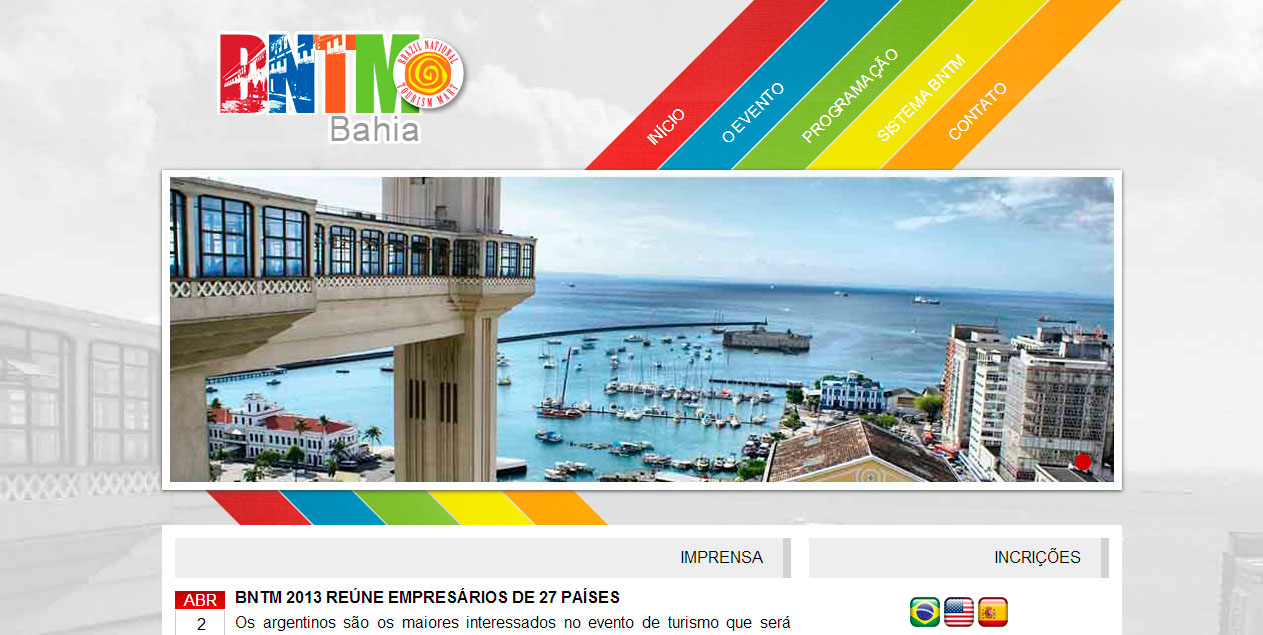 BNTM
BRAZIL NATIONAL
TOURISM MART
Bahia
INÍCIO
O EVENTO
PROGRAMAÇÃO
SISTEMA BNTM
CONTATO
IMPRENSA
INCRIÇÕES
ABR
2
BNTM 2013 REÚNE EMPRESÁRIOS DE 27 PAÍSES
Os argentinos são os maiores interessados no evento de turismo que será